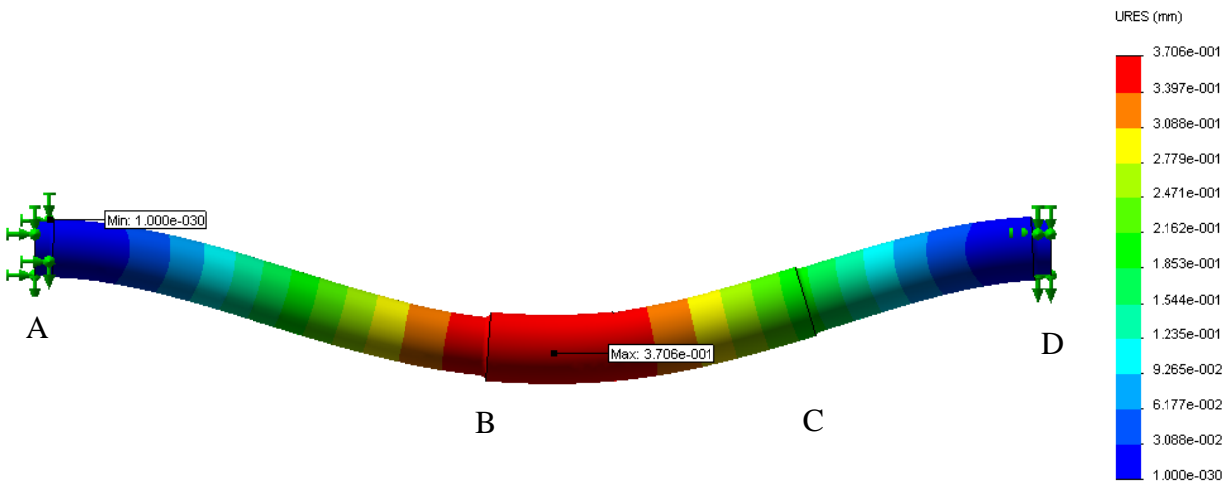 URES (mm)
3.706e-001
3.397e-001
3.088e-001
2.779e-001
2.471e-001
2.162e-001
1.853e-001
1.544e-001
1.235e-001
9.265e-002
6.177e-002
3.088e-002
1.000e-030
Min: 1.000e-030
Max: 3.706e-001
A
B
C
D